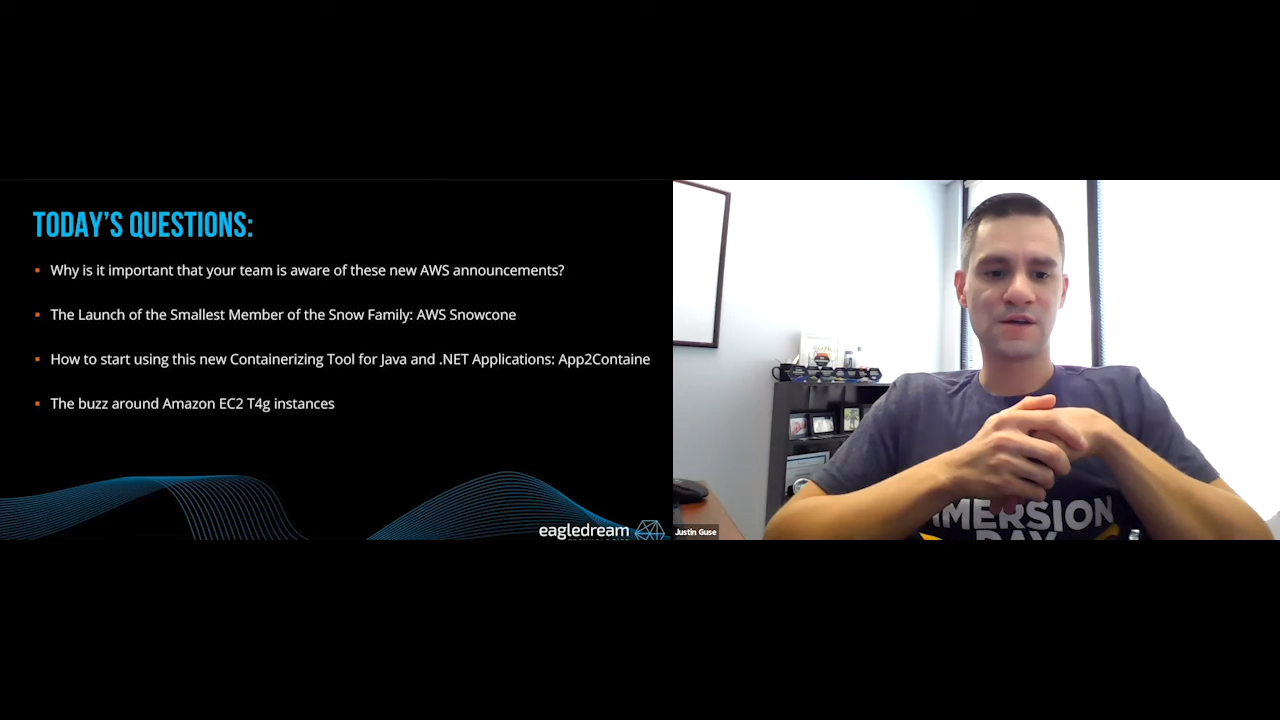 TODAY'S QUESTIONS:
Why is it important that your team is aware of these new AWS announcements?
The Launch of the Smallest Member of the Snow Family: AWS Snowcone
How to start using this new Containerizing Tool for Java and .NET Applications: App2Containe
The buzz around Amazon EC2 T4g instances
eagledream
Justin Guse
MMERSION
DAY